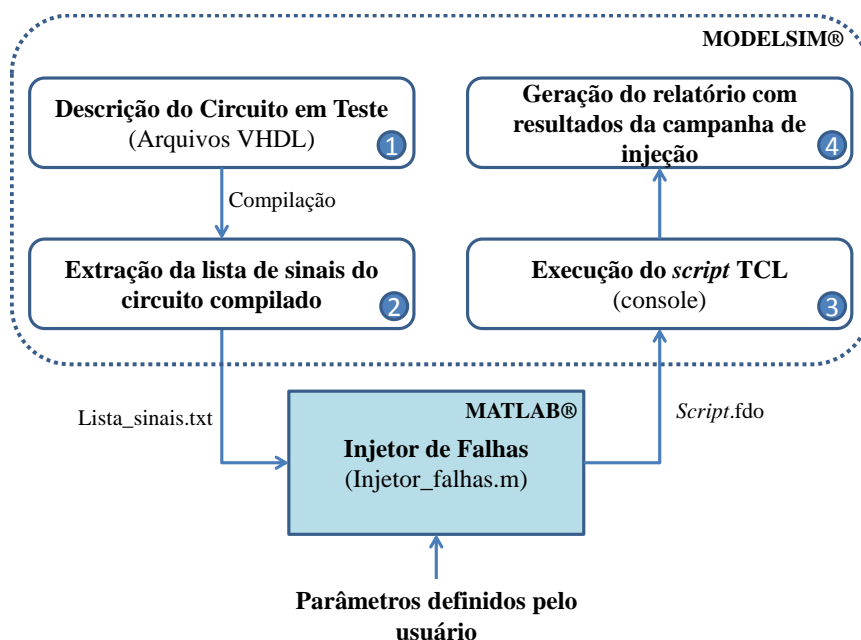 MODELSIM®
Descrição do Circuito em Teste
(Arquivos VHDL)
1
Compilação
Extração da lista de sinais do
circuito compilado
2
Geração do relatório com
resultados da campanha de
injeção
4
Execução do script TCL
(console)
3
Lista_sinais.txt
MATLAB®
Injetor de Falhas
(Injetor_falhas.m)
Script.fdo
Parâmetros definidos pelo
usuário